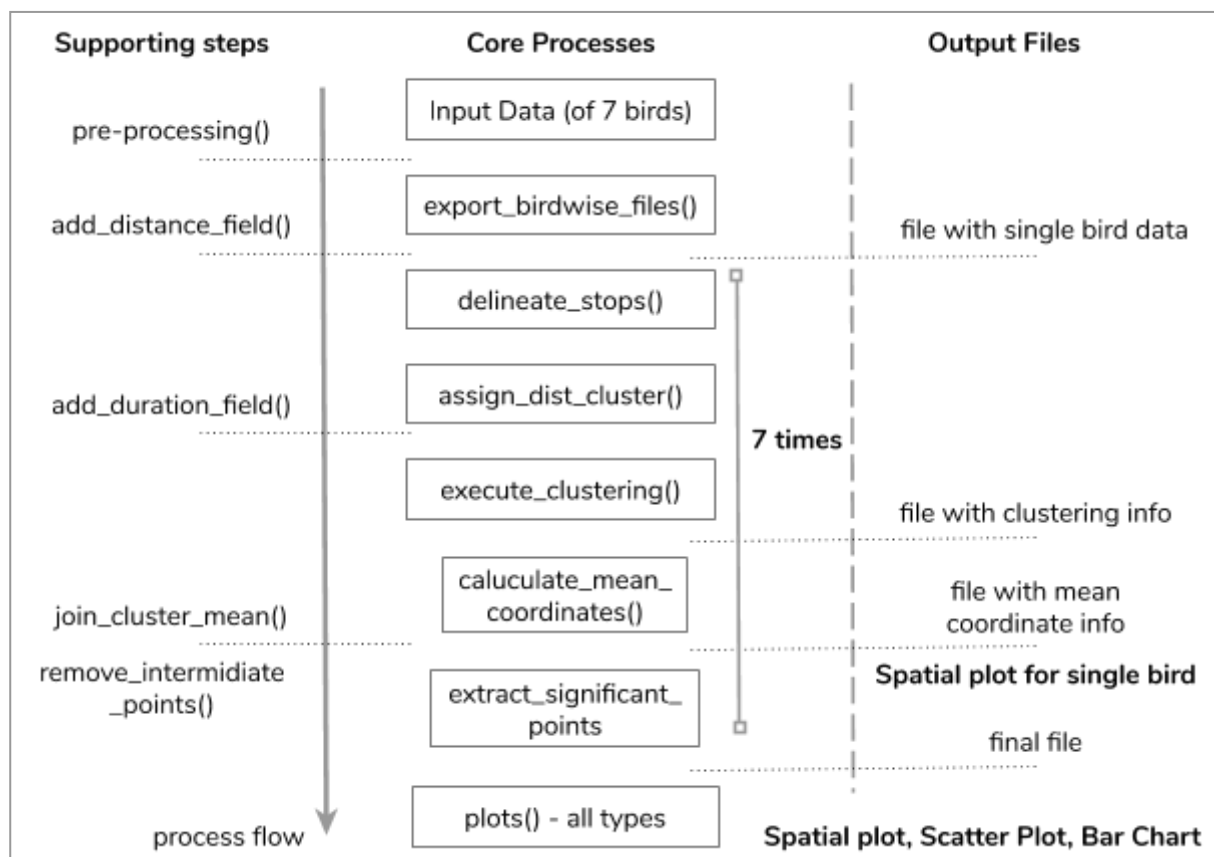 Supporting steps
Core Processes
Output Files
Input Data (of 7 birds)
pre-processing()
export_birdwise_files()
add_distance_field()
file with single bird data
delineate_stops()
assign_dist_cluster()
add_duration_field()
7 times
execute_clustering()
file with clustering info
caluculate_mean_
coordinates()
file with mean
coordinate info
join_cluster_mean()
remove_intermidiate
_points()
extract_significant_
points
Spatial plot for single bird
final file
plots() - all types
process flow
Spatial plot, Scatter Plot, Bar Chart